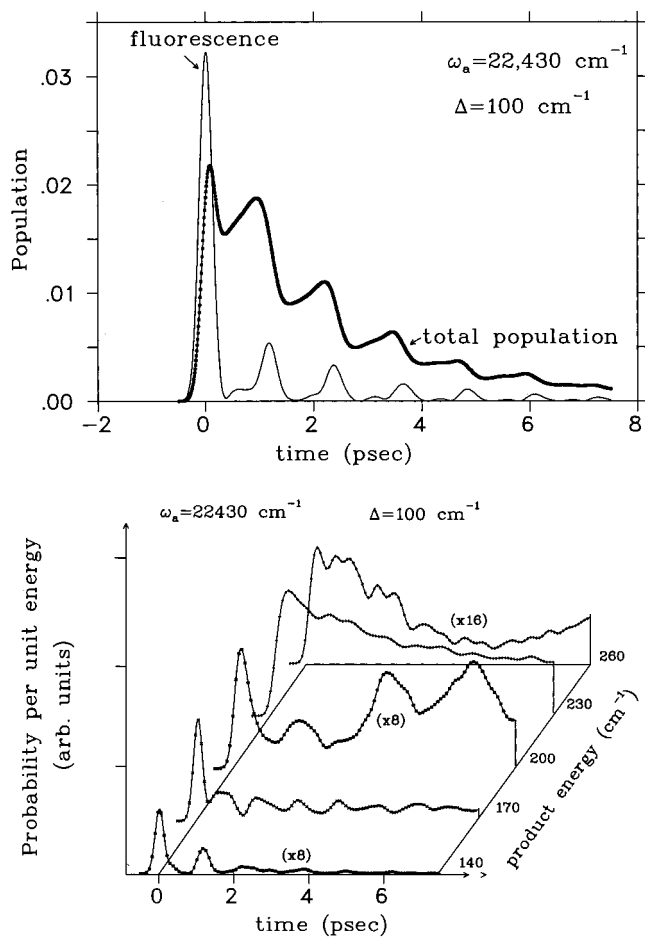 fluorescence
ωₐ=22,430 cm⁻¹
Δ=100 cm⁻¹
.03
.02
.01
.00
Population
total population
−2
0
2
4
6
8
time (psec)
ωₐ=22430 cm⁻¹
Δ=100 cm⁻¹
Probability per unit energy
(arb. units)
(x16)
260
230
(x8)
200
170
(x8)
140
product energy (cm⁻¹)
0
2
4
6
time (psec)